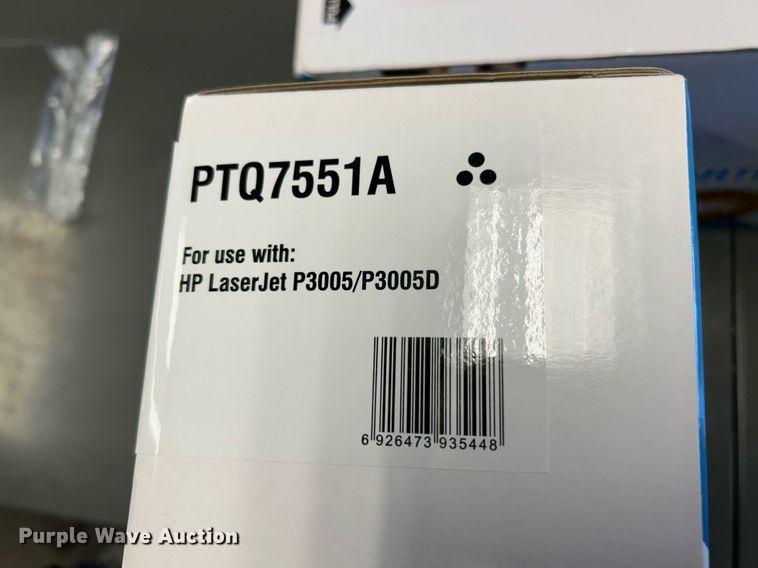 PTQ7551A
For use with:
HP LaserJet P3005/P3005D
6 926473 935448
Purple Wave Auction